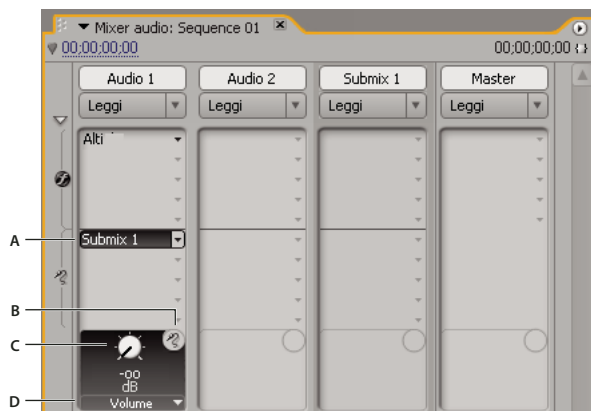 Mixer audio: Sequence 01
00;00;00;00
00;00;00;00
Audio 1
Audio 2
Submix 1
Master
Leggi
Leggi
Leggi
Leggi
Alti
A
Submix 1
B
C
-oo
dB
D
Volume